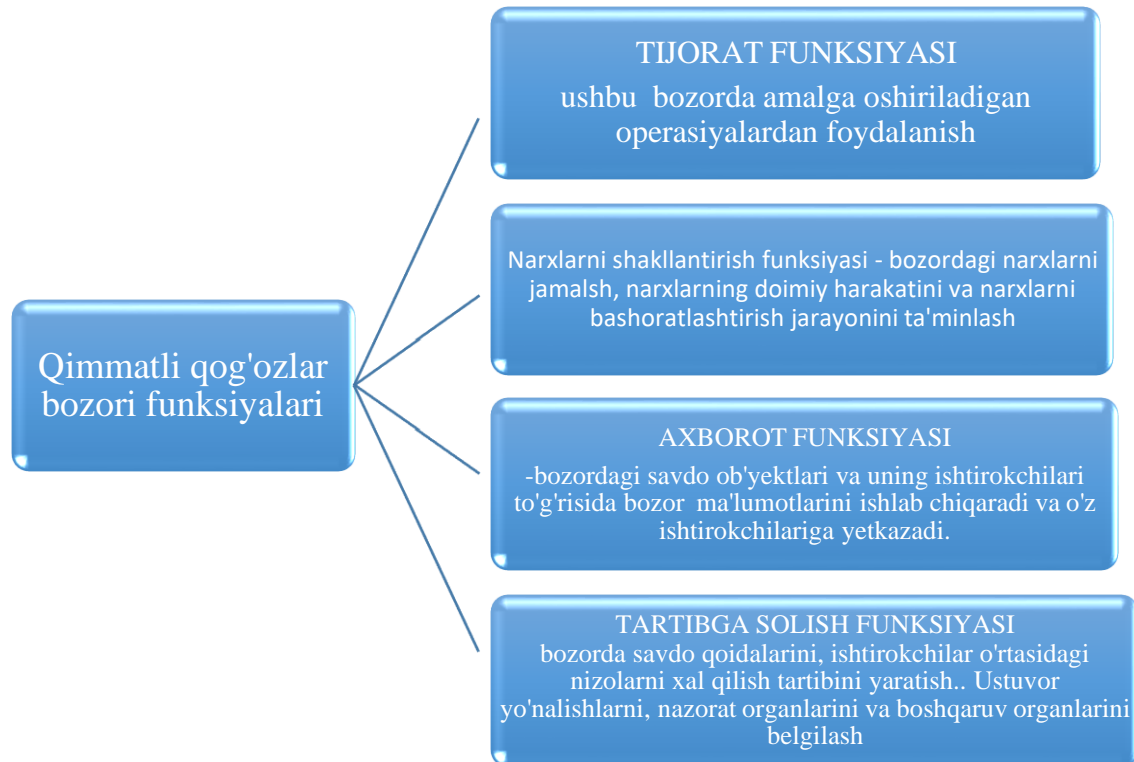 Qimmatli qog'ozlar
bozori funksiyalari
TIJORAT FUNKSIYASI
ushbu bozorda amalga oshiriladigan
operasiyalardan foydalanish
Narxlarni shakllantirish funksiyasi - bozordagi narxlarni
jamalsh, narxlarning doimiy harakatini va narxlarni
bashoratlashtirish jarayonini ta'minlash
AXBOROT FUNKSIYASI
-bozordagi savdo ob'yektlari va uning ishtirokchilari
to'g'risida bozor ma'lumotlarini ishlab chiqaradi va o'z
ishtirokchilariga yetkazadi.
TARTIBGA SOLISH FUNKSIYASI
bozorda savdo qoidalarini, ishtirokchilar o'rtasidagi
nizolarni xal qilish tartibini yaratish.. Ustuvor
yo'nalishlarni, nazorat organlarini va boshqaruv organlarini
belgilash